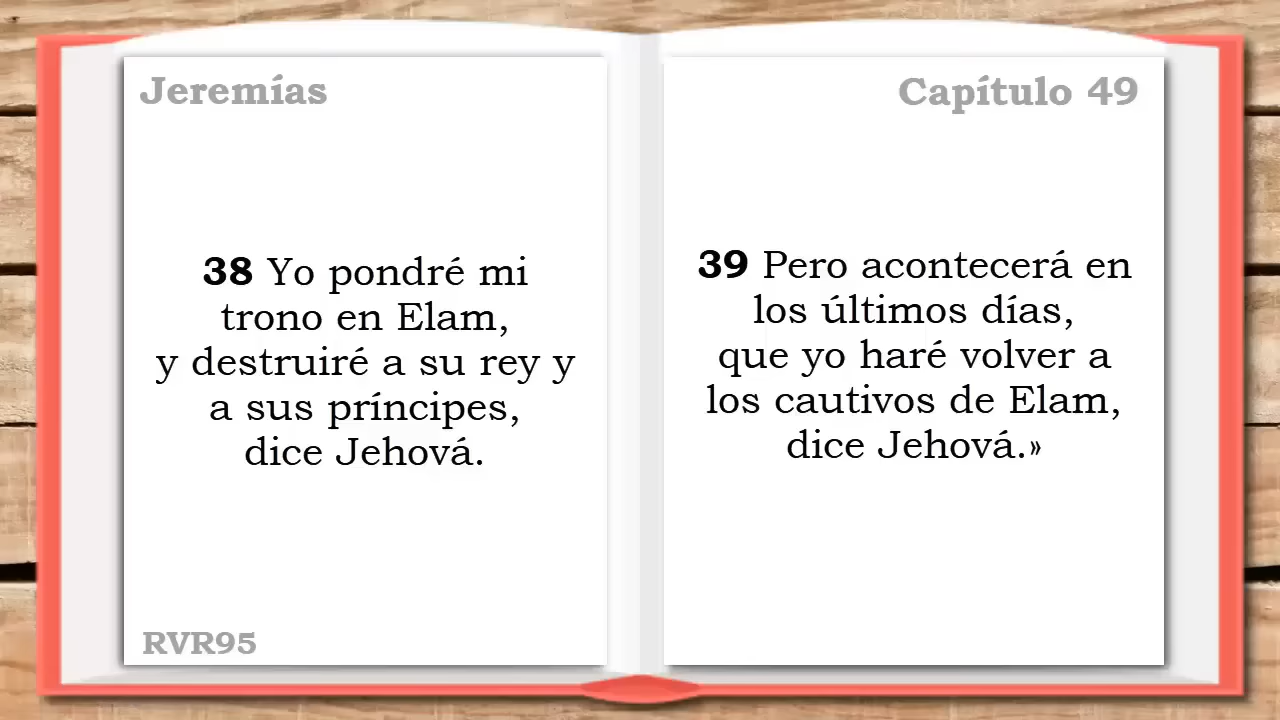 Jeremías
38 Yo pondré mi
trono en Elam,
y destruiré a su rey y
a sus príncipes,
dice Jehová.
RVR95
Capítulo 49
39 Pero acontecerá en
los últimos días,
que yo haré volver a
los cautivos de Elam,
dice Jehová.»